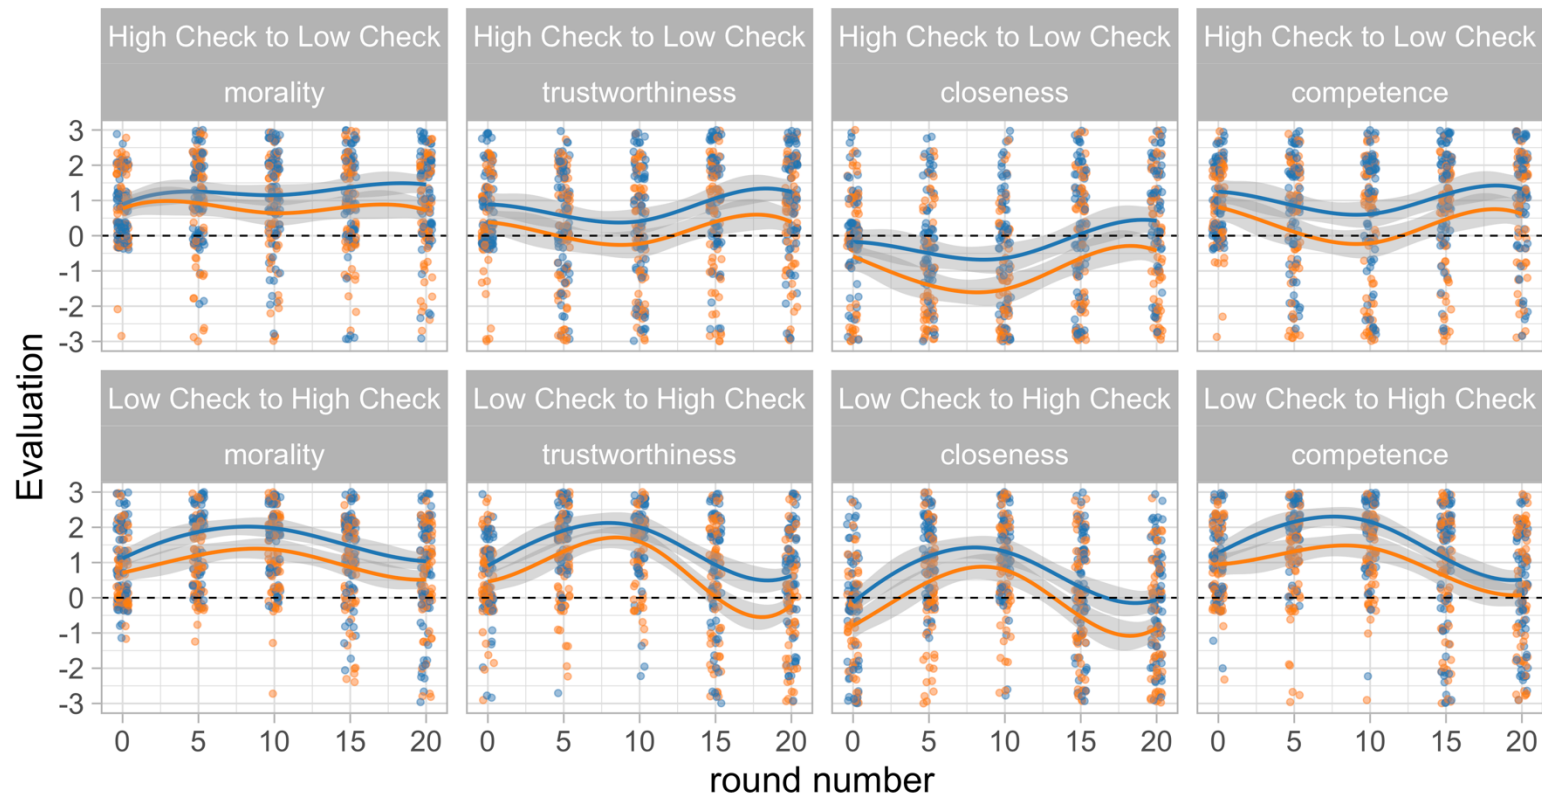 High Check to Low Check
High Check to Low Check
High Check to Low Check
High Check to Low Check
morality
trustworthiness
closeness
competence
3
2
1
0
-1
-2
-3
Evaluation
Low Check to High Check
Low Check to High Check
Low Check to High Check
Low Check to High Check
morality
trustworthiness
closeness
competence
3
2
1
0
-1
-2
-3
0 5 10 15 20
0 5 10 15 20
0 5 10 15 20
0 5 10 15 20
round number